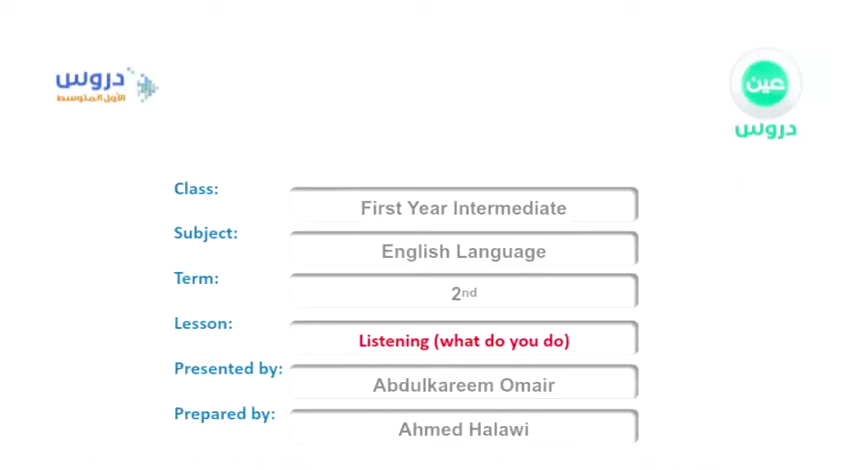 دروس
الأول المتوسط
عين
دروس
Class:
First Year Intermediate
Subject:
English Language
Term:
2nd
Lesson:
Listening (what do you do)
Presented by:
Abdulkareem Omair
Prepared by:
Ahmed Halawi